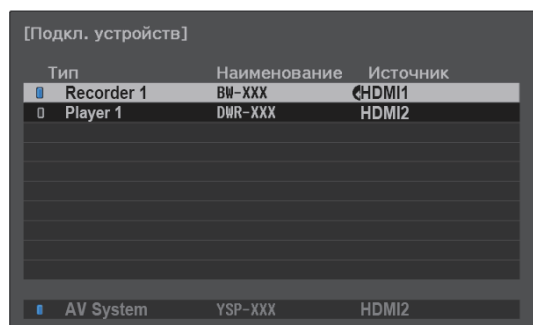 [Подкл. устройств]
Тип Наименование Источник
Recorder 1 BW-XXX HDMI1
Player 1 DWR-XXX HDMI2
AV System YSP-XXX HDMI2